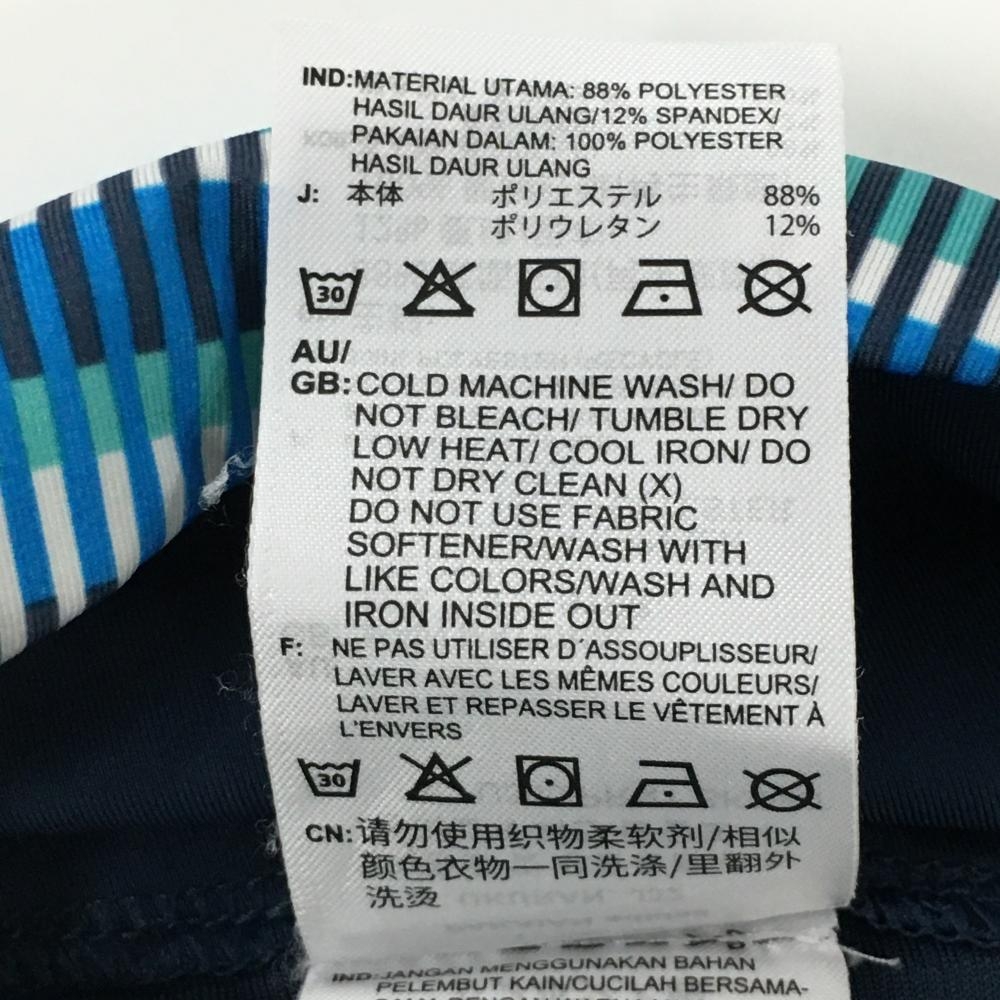 IND:MATERIAL UTAMA: 88% POLYESTER
HASIL DAUR ULANG/12% SPANDEX/
PAKAIAN DALAM: 100% POLYESTER
HASIL DAUR ULANG
J: 本体 ポリエステル 88%
ポリウレタン 12%
30
AU/
GB:COLD MACHINE WASH/ DO
NOT BLEACH/ TUMBLE DRY
LOW HEAT/ COOL IRON/ DO
NOT DRY CLEAN (X)
DO NOT USE FABRIC
SOFTENER/WASH WITH
LIKE COLORS/WASH AND
IRON INSIDE OUT
F: NE PAS UTILISER D´ASSOUPLISSEUR/
LAVER AVEC LES MÊMES COULEURS/
LAVER ET REPASSER LE VÊTEMENT À
L'ENVERS
30
CN:请勿使用织物柔软剂/相似
颜色衣物一同洗涤/里翻外
洗烫
IND:JANGAN MENGGUNAKAN BAHAN
PELEMBUT KAIN/CUCILAH BERSAMA-